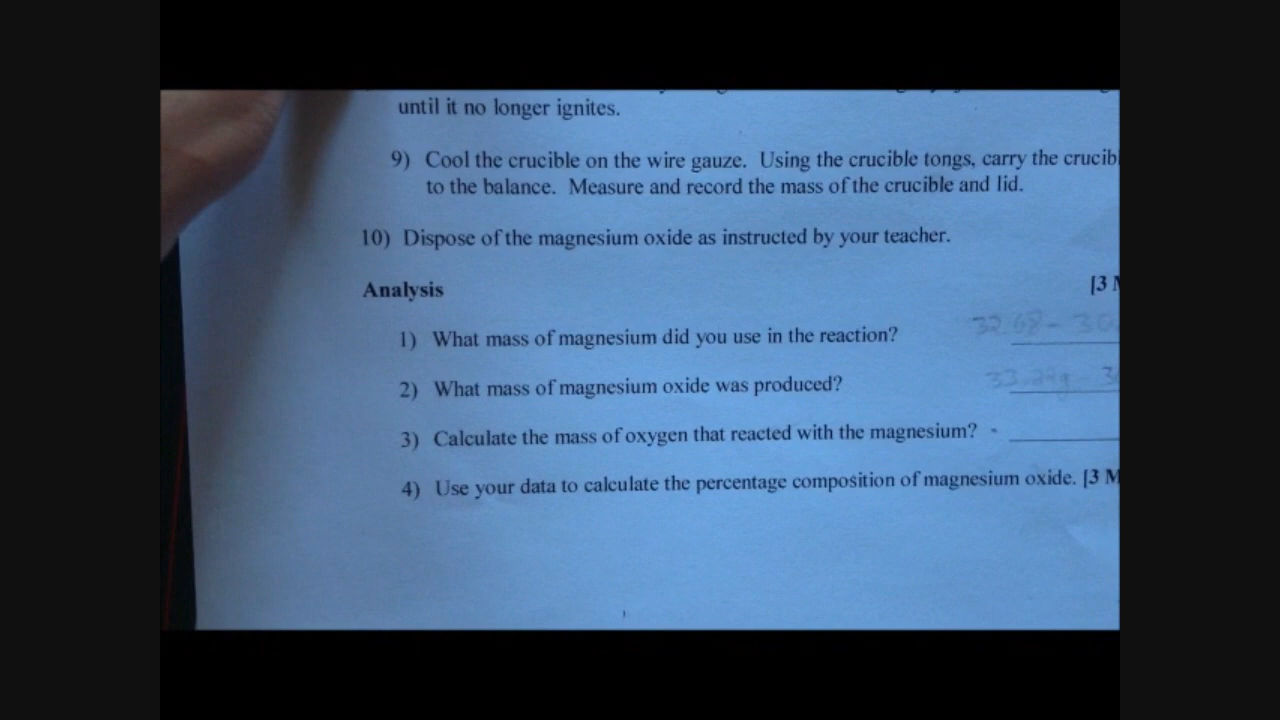 until it no longer ignites.
9) Cool the crucible on the wire gauze. Using the crucible tongs, carry the crucib
to the balance. Measure and record the mass of the crucible and lid.
10) Dispose of the magnesium oxide as instructed by your teacher.
Analysis [3 M
1) What mass of magnesium did you use in the reaction? 32.68 - 30
2) What mass of magnesium oxide was produced?
3) Calculate the mass of oxygen that reacted with the magnesium?
4) Use your data to calculate the percentage composition of magnesium oxide. [3 M